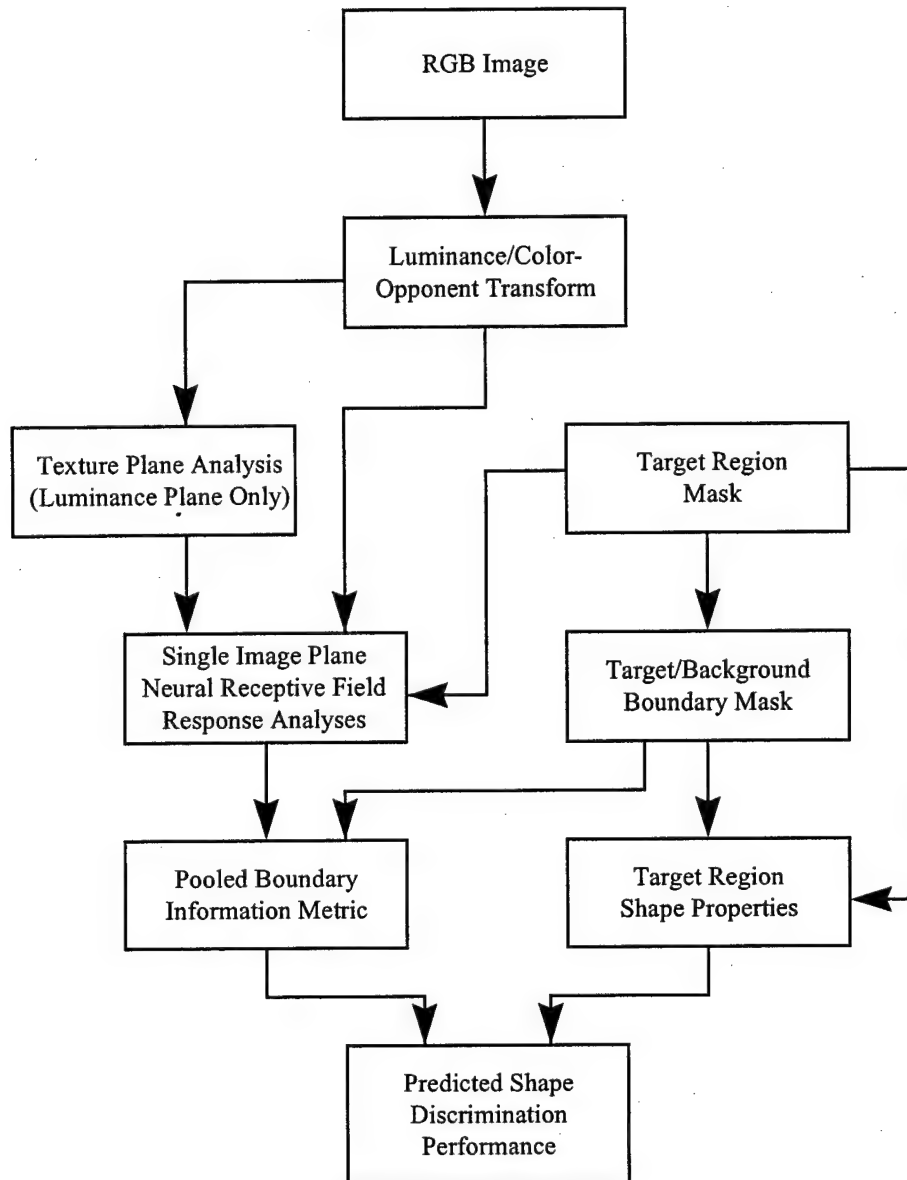 RGB Image
Luminance/Color-
Opponent Transform
Texture Plane Analysis
(Luminance Plane Only)
Target Region
Mask
Single Image Plane
Neural Receptive Field
Response Analyses
Target/Background
Boundary Mask
Pooled Boundary
Information Metric
Target Region
Shape Properties
Predicted Shape
Discrimination
Performance